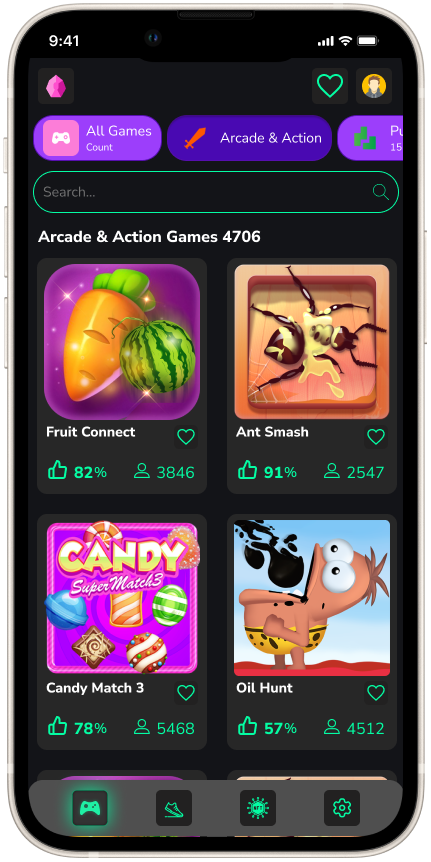 9:41
All Games
Count
Arcade & Action
Pu
15
Search...
Arcade & Action Games 4706
Fruit Connect
82%
3846
Ant Smash
91%
2547
CANDY
SuperMatch3
Candy Match 3
78%
5468
Oil Hunt
57%
4512